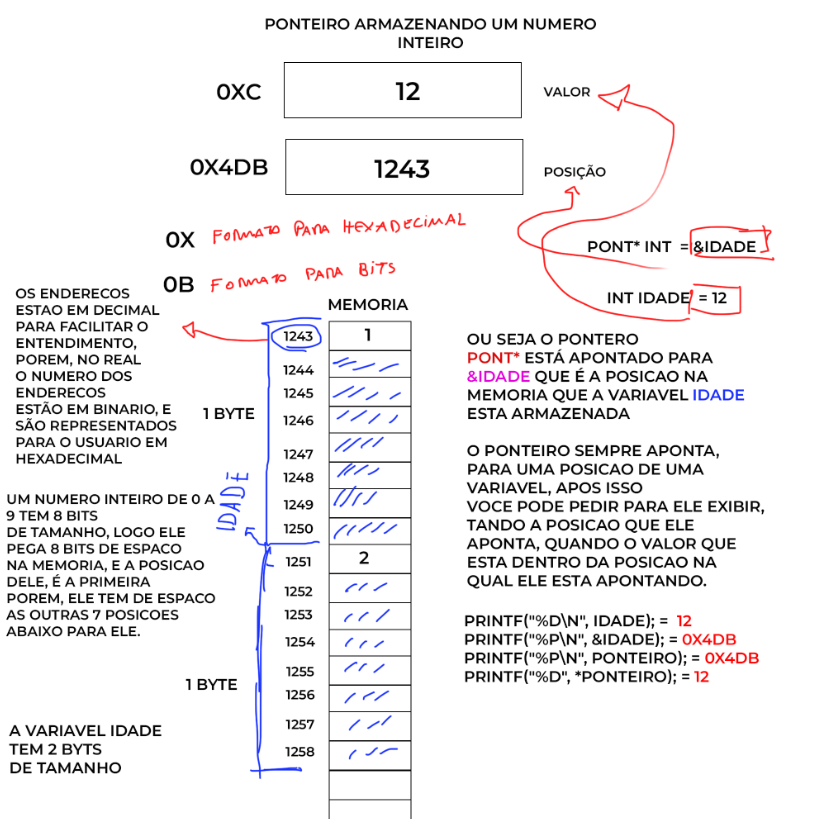 PONTEIRO ARMAZENANDO UM NUMERO
INTEIRO
0XC
12
VALOR
0X4DB
1243
POSIÇÃO
0X FORMATO PARA HEXADECIMAL
0B FORMATO PARA BITS
PONT* INT = &IDADE
INT IDADE = 12
OS ENDERECOS
ESTAO EM DECIMAL
PARA FACILITAR O
ENTENDIMENTO,
POREM, NO REAL
O NUMERO DOS
ENDERECOS
ESTÃO EM BINARIO, E
SÃO REPRESENTADOS
PARA O USUARIO EM
HEXADECIMAL
UM NUMERO INTEIRO DE 0 A
9 TEM 8 BITS
DE TAMANHO, LOGO ELE
PEGA 8 BITS DE ESPACO
NA MEMORIA, E A POSICAO
DELE, É A PRIMEIRA
POREM, ELE TEM DE ESPACO
AS OUTRAS 7 POSICOES
ABAIXO PARA ELE.
A VARIAVEL IDADE
TEM 2 BYTS
DE TAMANHO
MEMORIA
1243 1
1244
1245
1246
1247
1248
1249
1250
1 BYTE
IDADE
1251 2
1252
1253
1254
1255
1256
1257
1258
1 BYTE
OU SEJA O PONTERO
PONT* ESTÁ APONTADO PARA
&IDADE QUE É A POSICAO NA
MEMORIA QUE A VARIAVEL IDADE
ESTA ARMAZENADA
O PONTEIRO SEMPRE APONTA,
PARA UMA POSICAO DE UMA
VARIAVEL, APOS ISSO
VOCE PODE PEDIR PARA ELE EXIBIR,
TANDO A POSICAO QUE ELE
APONTA, QUANDO O VALOR QUE
ESTA DENTRO DA POSICAO NA
QUAL ELE ESTA APONTANDO.
PRINTF("%D\N", IDADE); = 12
PRINTF("%P\N", &IDADE); = 0X4DB
PRINTF("%P\N", PONTEIRO); = 0X4DB
PRINTF("%D", *PONTEIRO); = 12